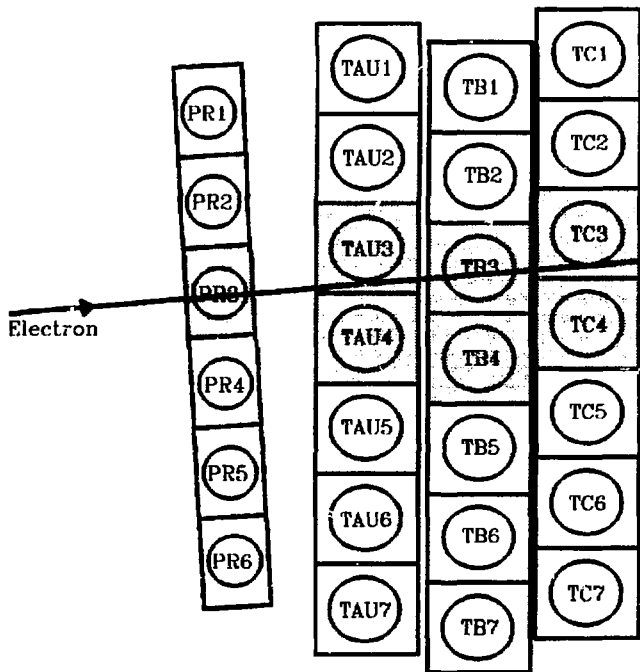 PR1
PR2
PR3
PR4
PR5
PR6
Electron
TAU1
TAU2
TAU3
TAU4
TAU5
TAU6
TAU7
TB1
TB2
TB3
TB4
TB5
TB6
TB7
TC1
TC2
TC3
TC4
TC5
TC6
TC7